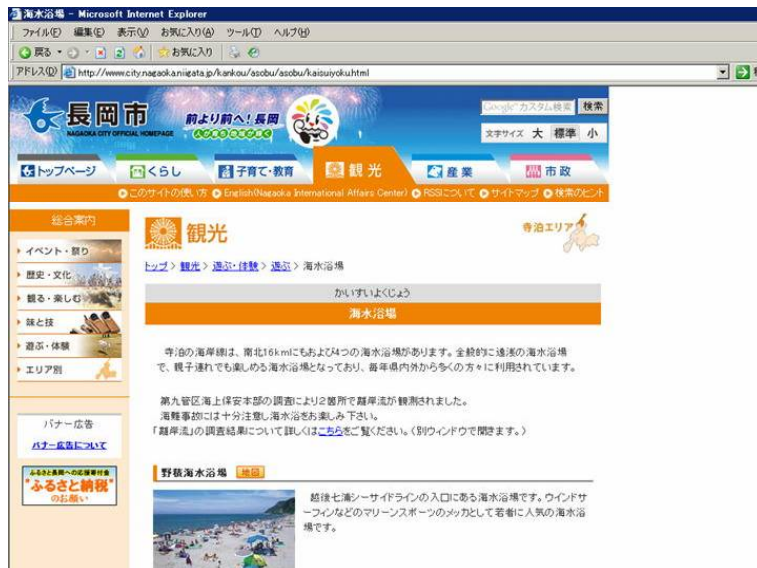 海水浴場 - Microsoft Internet Explorer
ファイル(F) 編集(E) 表示(V) お気に入り(A) ツール(T) ヘルプ(H)
戻る お気に入り
アドレス(D) http://www.city.nagaoka.niigata.jp/kankou/asobu/asobu/kaisuiyoku.html
長岡市
NAGAOKA CITY OFFICIAL HOMEPAGE
前より前へ!長岡
Google カスタム検索 検索
文字サイズ 大 標準 小
トップページ くらし 子育て・教育 観光 産業 市政
このサイトの使い方 English(Nagaoka International Affairs Center) RSSについて サイトマップ 検索のヒント
総合案内
イベント・祭り
歴史・文化
観る・楽しむ
味と技
遊ぶ・体験
エリア別
バナー広告
バナー広告について
ふるさと長岡への応援寄付金
"ふるさと納税"
のお願い
観光
寺泊エリア
トップ > 観光 > 遊ぶ・体験 > 遊ぶ > 海水浴場
かいすいよくじょう
海水浴場
寺泊の海岸線は、南北16kmにもおよび4つの海水浴場があります。全般的に遠浅の海水浴場
で、親子連れでも楽しめる海水浴場となっており、毎年県内外から多くの方々に利用されています。
第九管区海上保安本部の調査により2箇所で離岸流が観測されました。
海難事故には十分注意し海水浴をお楽しみ下さい。
「離岸流」の調査結果について詳しくはこちらをご覧ください。(別ウィンドウで開きます。)
野積海水浴場 地図
越後七浦シーサイドラインの入口にある海水浴場です。ウインドサ
ーフィンなどのマリーンスポーツのメッカとして若者に人気の海水浴
場です。